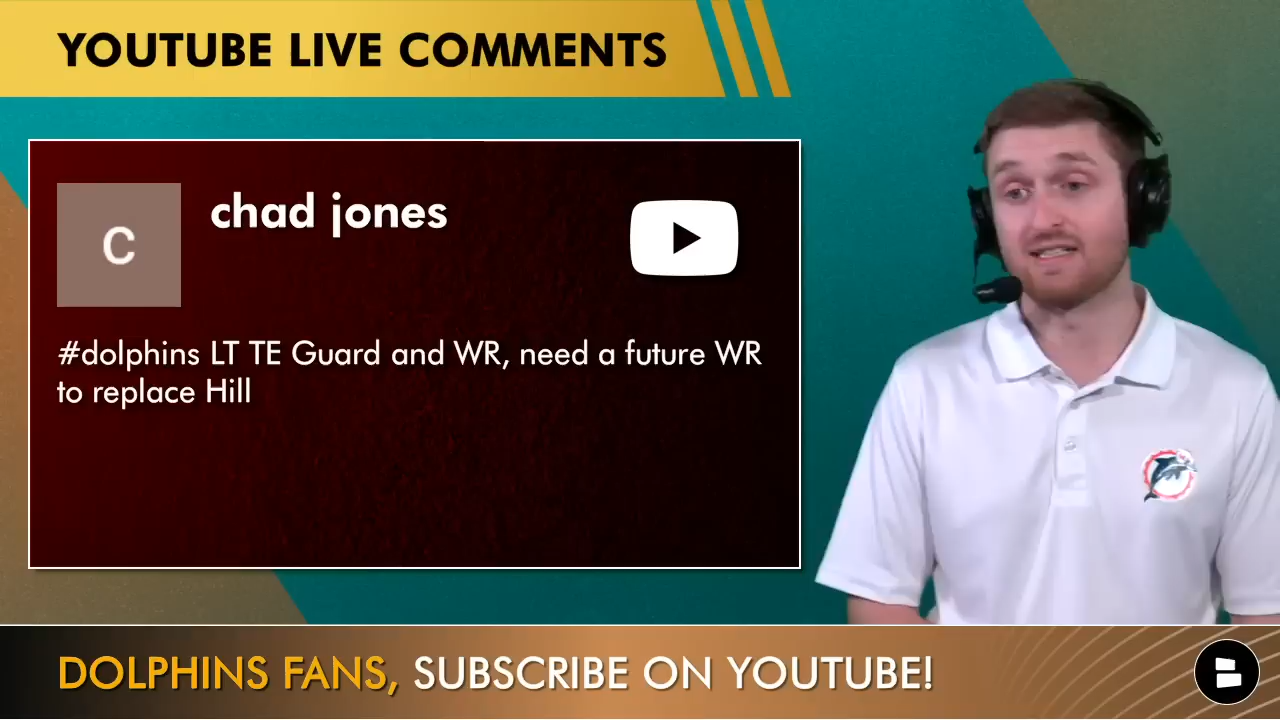 YOUTUBE LIVE COMMENTS
C
chad jones
#dolphins LT TE Guard and WR, need a future WR
to replace Hill
DOLPHINS FANS, SUBSCRIBE ON YOUTUBE!